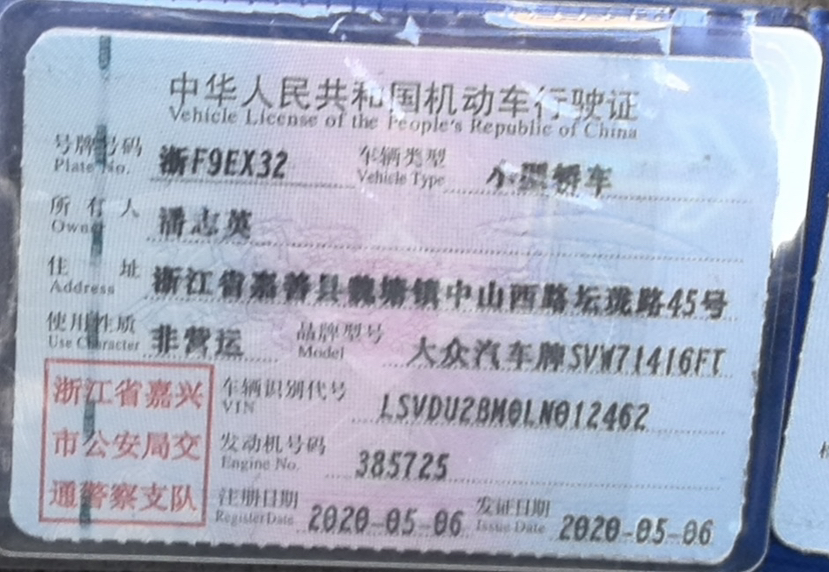 中华人民共和国机动车行驶证
Vehicle License of the People's Republic of China
号牌号码 浙F9EX32 车辆类型 小型轿车
Plate No. Vehicle Type
所有人 潘志英
Owner
住址 浙江省嘉善县魏塘镇中山西路坛珑路45号
Address
使用性质 非营运 品牌型号 大众汽车牌SVW71416FT
Use Character Model
浙江省嘉兴 车辆识别代号 LSVDU2BM0LN012462
VIN
市公安局交 发动机号码 385725
Engine No.
通警察支队 注册日期 2020-05-06 发证日期 2020-05-06
Register Date Issue Date